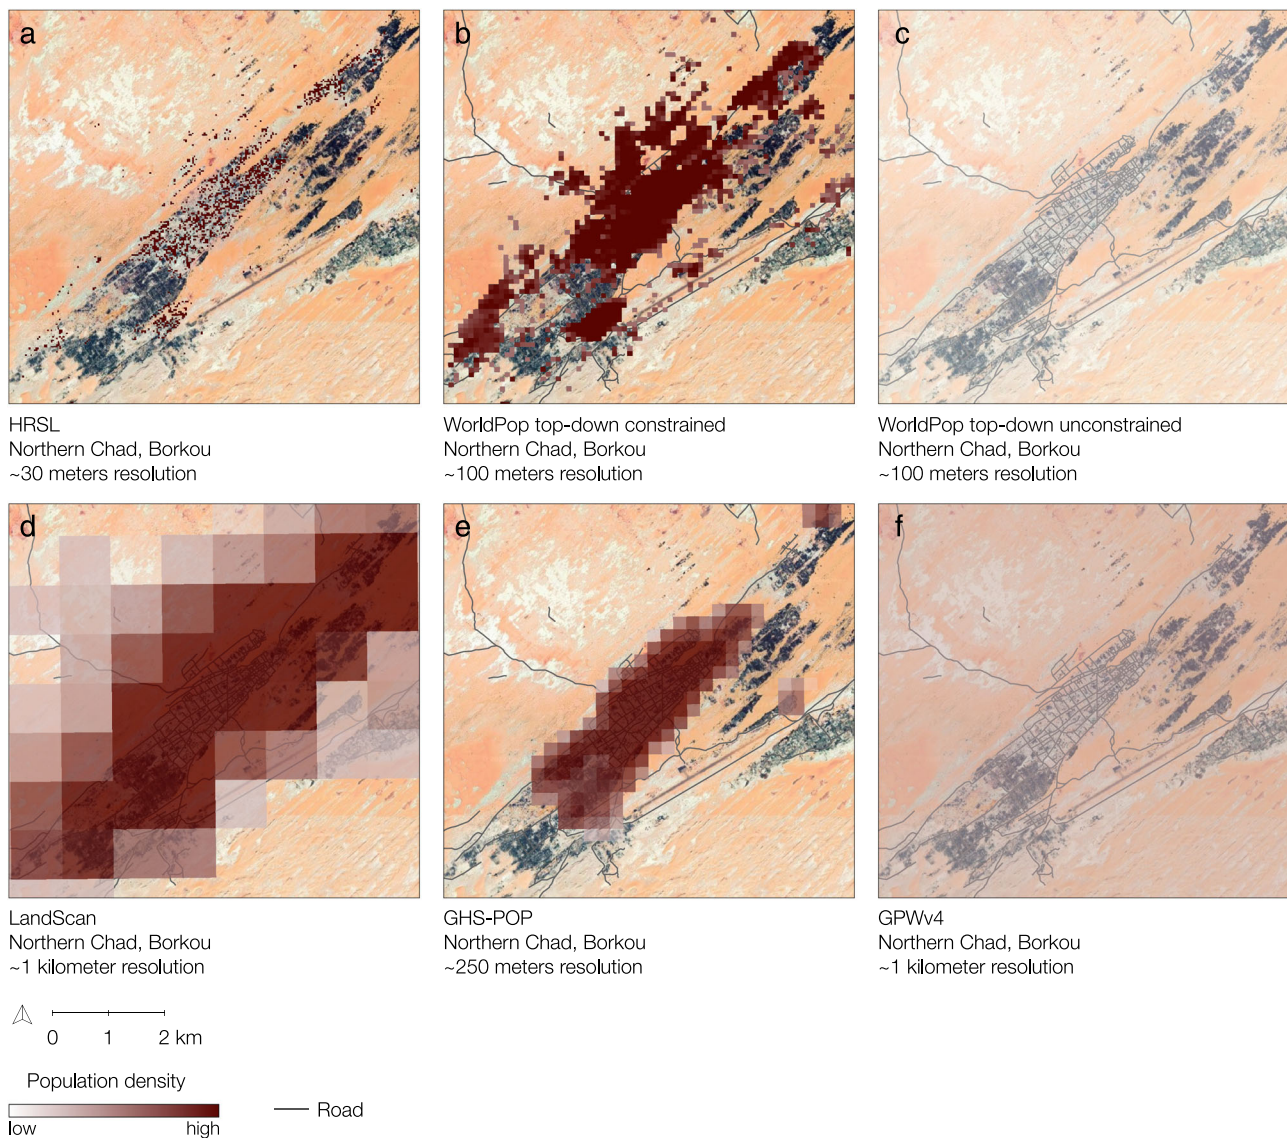 a
b
c
HRSL
Northern Chad, Borkou
~30 meters resolution
WorldPop top-down constrained
Northern Chad, Borkou
~100 meters resolution
WorldPop top-down unconstrained
Northern Chad, Borkou
~100 meters resolution
d
e
f
LandScan
Northern Chad, Borkou
~1 kilometer resolution
GHS-POP
Northern Chad, Borkou
~250 meters resolution
GPWv4
Northern Chad, Borkou
~1 kilometer resolution
0 1 2 km
Population density
low high
Road